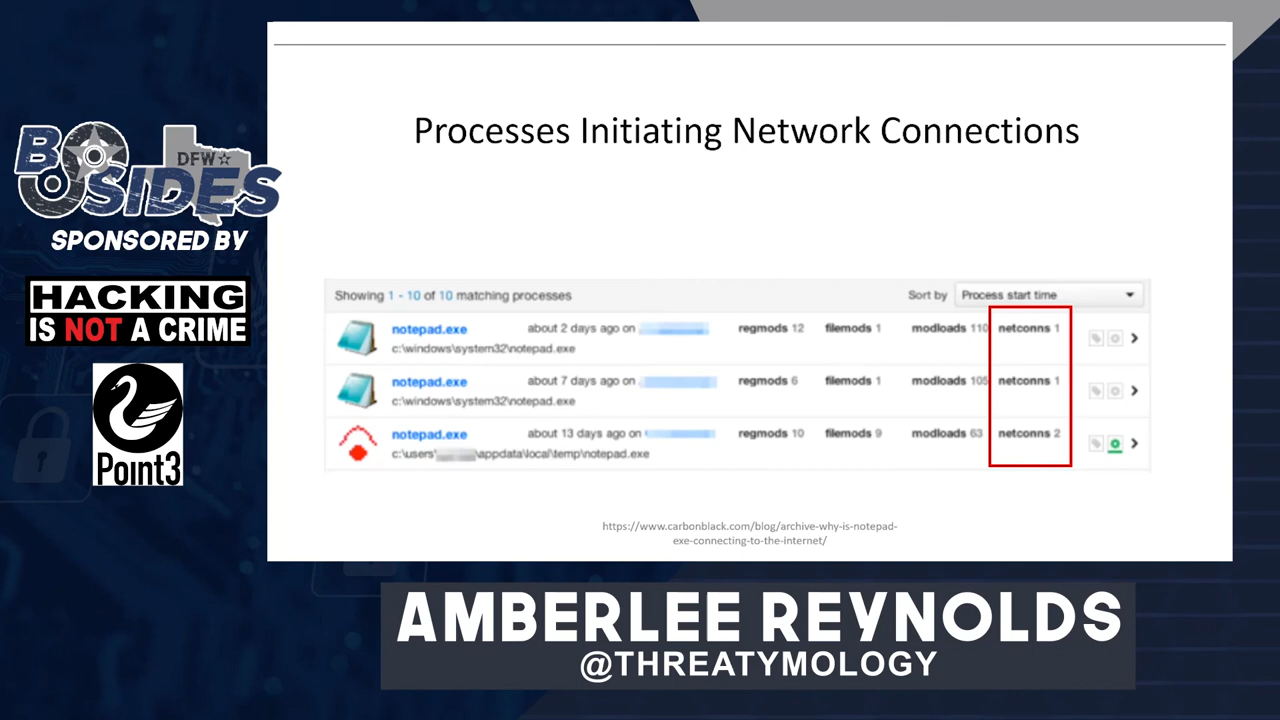 BSIDES
DFW
SPONSORED BY
HACKING
IS NOT A CRIME
Point3
Processes Initiating Network Connections
Showing 1 - 10 of 10 matching processes Sort by Process start time
notepad.exe about 2 days ago on regmods 12 filemods 1 modloads 110 netconns 1
c:\windows\system32\notepad.exe
notepad.exe about 7 days ago on regmods 6 filemods 1 modloads 105 netconns 1
c:\windows\system32\notepad.exe
notepad.exe about 13 days ago on regmods 10 filemods 9 modloads 63 netconns 2
c:\users\ \appdata\local\temp\notepad.exe
https://www.carbonblack.com/blog/archive-why-is-notepad-
exe-connecting-to-the-internet/
AMBERLEE REYNOLDS
@THREATYMOLOGY